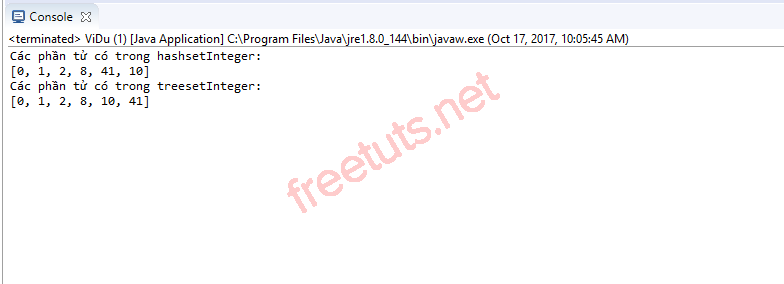 Console
<terminated> ViDu (1) [Java Application] C:\Program Files\Java\jre1.8.0_144\bin\javaw.exe (Oct 17, 2017, 10:05:45 AM)
Các phần tử có trong hashsetInteger:
[0, 1, 2, 8, 41, 10]
Các phần tử có trong treesetInteger:
[0, 1, 2, 8, 10, 41]
freetuts.net